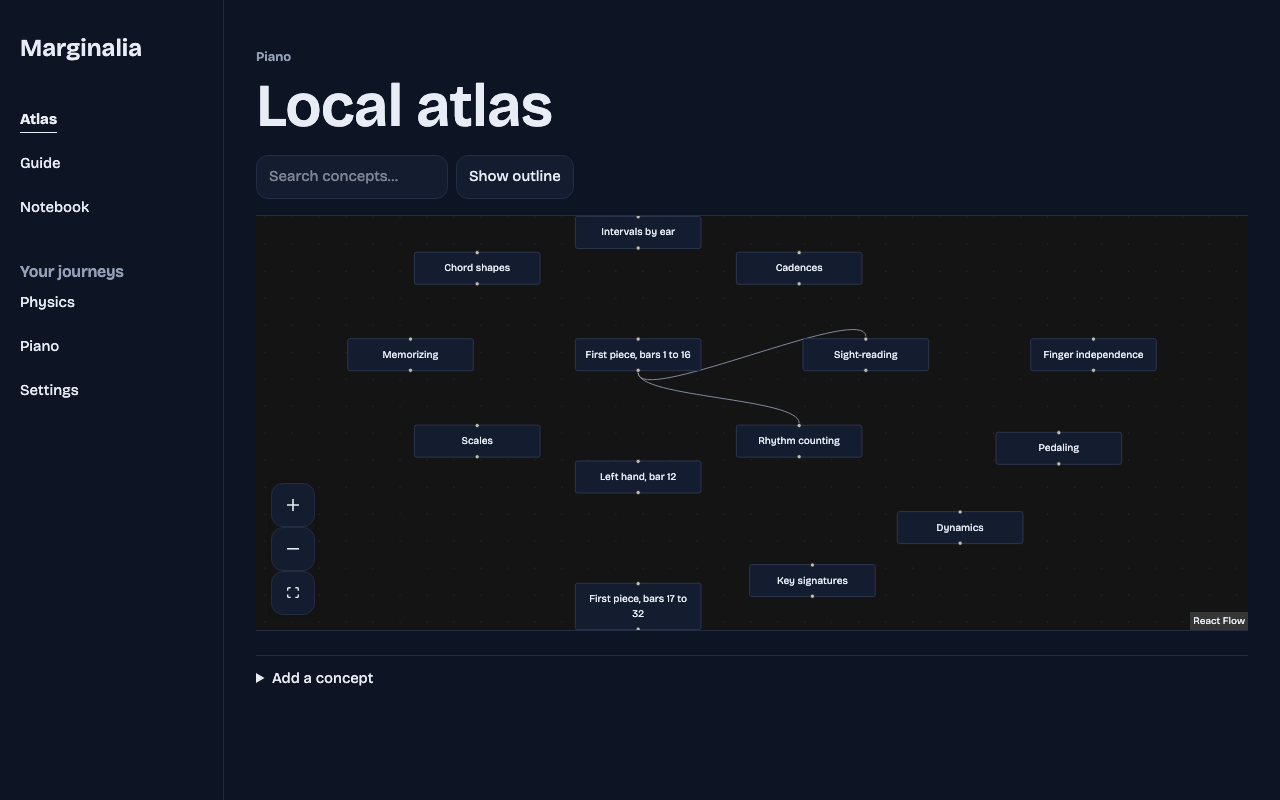 Marginalia
Atlas
Guide
Notebook
Your journeys
Physics
Piano
Settings
Piano
Local atlas
Search concepts...
Show outline
Intervals by ear
Chord shapes
Cadences
Memorizing
First piece, bars 1 to 16
Sight-reading
Finger independence
Scales
Rhythm counting
Pedaling
Left hand, bar 12
Dynamics
Key signatures
First piece, bars 17 to
32
React Flow
Add a concept